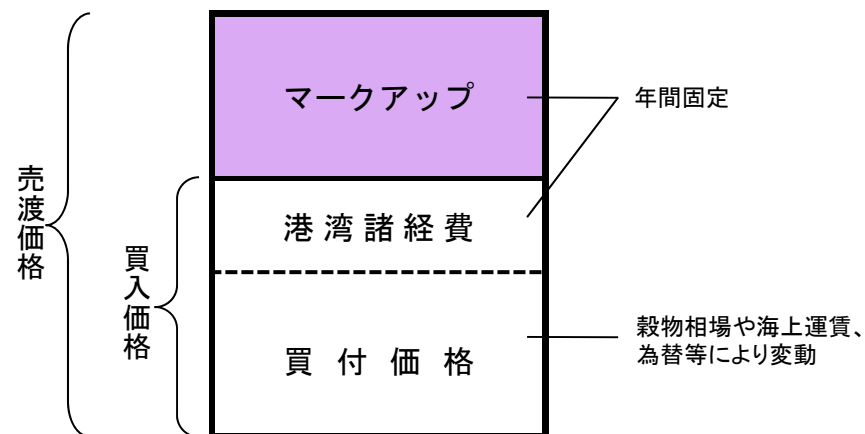 マークアップ
年間固定
売渡価格
港湾諸経費
買入価格
穀物相場や海上運賃、
為替等により変動
買付価格